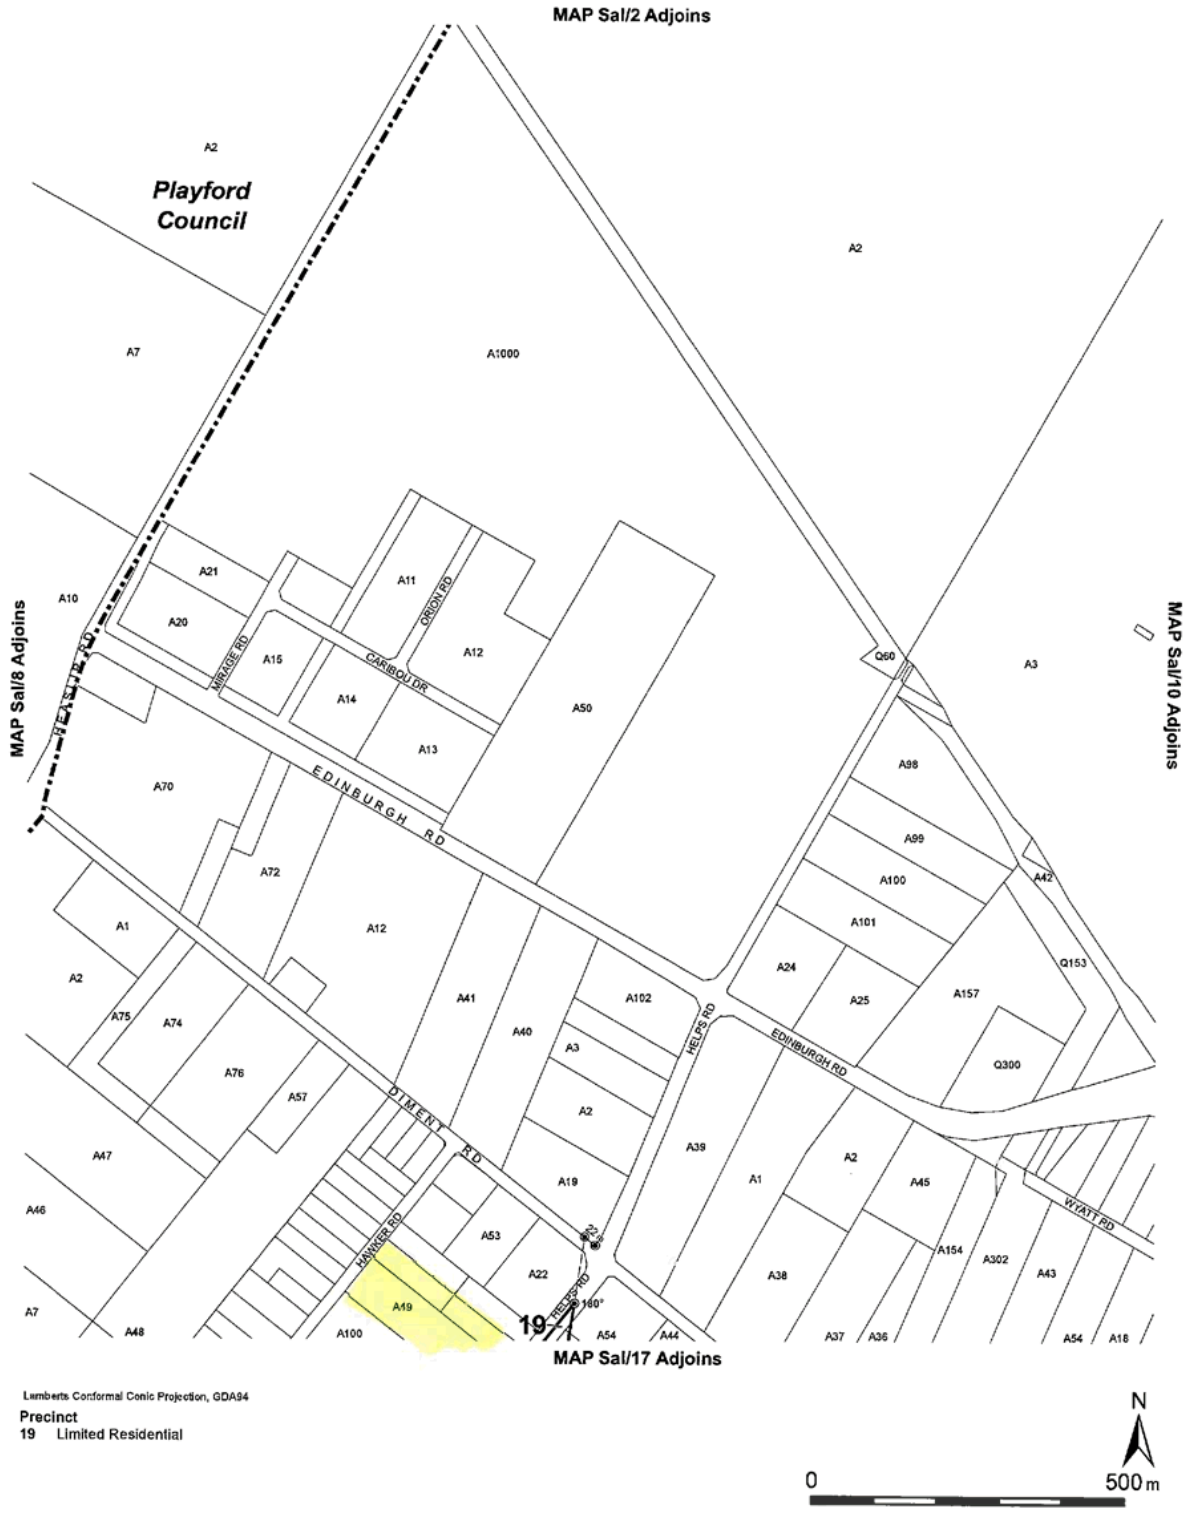 MAP Sal/2 Adjoins
A2
Playford
Council
A2
A7
A1000
A21
A11
ORION RD
A10
A20
MIRAGE RD
A15
CARIBOU DR
A12
Q60
A3
MAP Sal/8 Adjoins
MAP Sal/10 Adjoins
HEASLIP RD
A14
A50
A13
A98
A70
EDINBURGH RD
A99
A72
A100
A42
A1
A12
A101
A2
A24
Q153
A41
A102
A25
A157
A75
A74
A40
HELPS RD
A3
EDINBURGH RD
A76
Q300
A57
DIMENT RD
A2
A47
A39
A2
A19
A1
A45
A46
HAWKER RD
A53
WYATT RD
A154
A302
A22
A38
A43
HELPS RD
160°
A7
A49
A48
A100
19
A54
A44
A37
A36
A54
A18
MAP Sal/17 Adjoins
Lamberts Conformal Conic Projection, GDA94
Precinct
19 Limited Residential
N
0
500 m